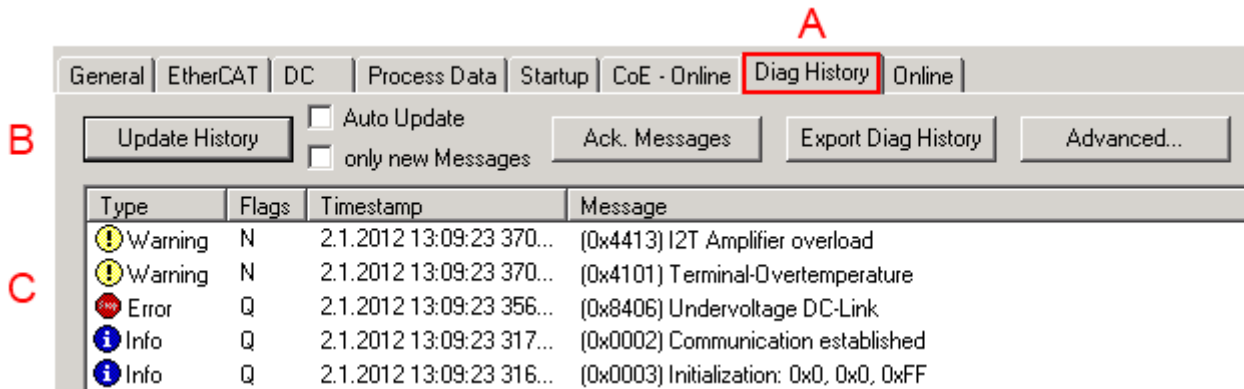 A
General EtherCAT DC Process Data Startup CoE - Online Diag History Online
B
Update History Auto Update only new Messages Ack. Messages Export Diag History Advanced...
Type Flags Timestamp Message
C
Warning N 2.1.2012 13:09:23 370... (0x4413) I2T Amplifier overload
Warning N 2.1.2012 13:09:23 370... (0x4101) Terminal-Overtemperature
Error Q 2.1.2012 13:09:23 356... (0x8406) Undervoltage DC-Link
Info Q 2.1.2012 13:09:23 317... (0x0002) Communication established
Info Q 2.1.2012 13:09:23 316... (0x0003) Initialization: 0x0, 0x0, 0xFF